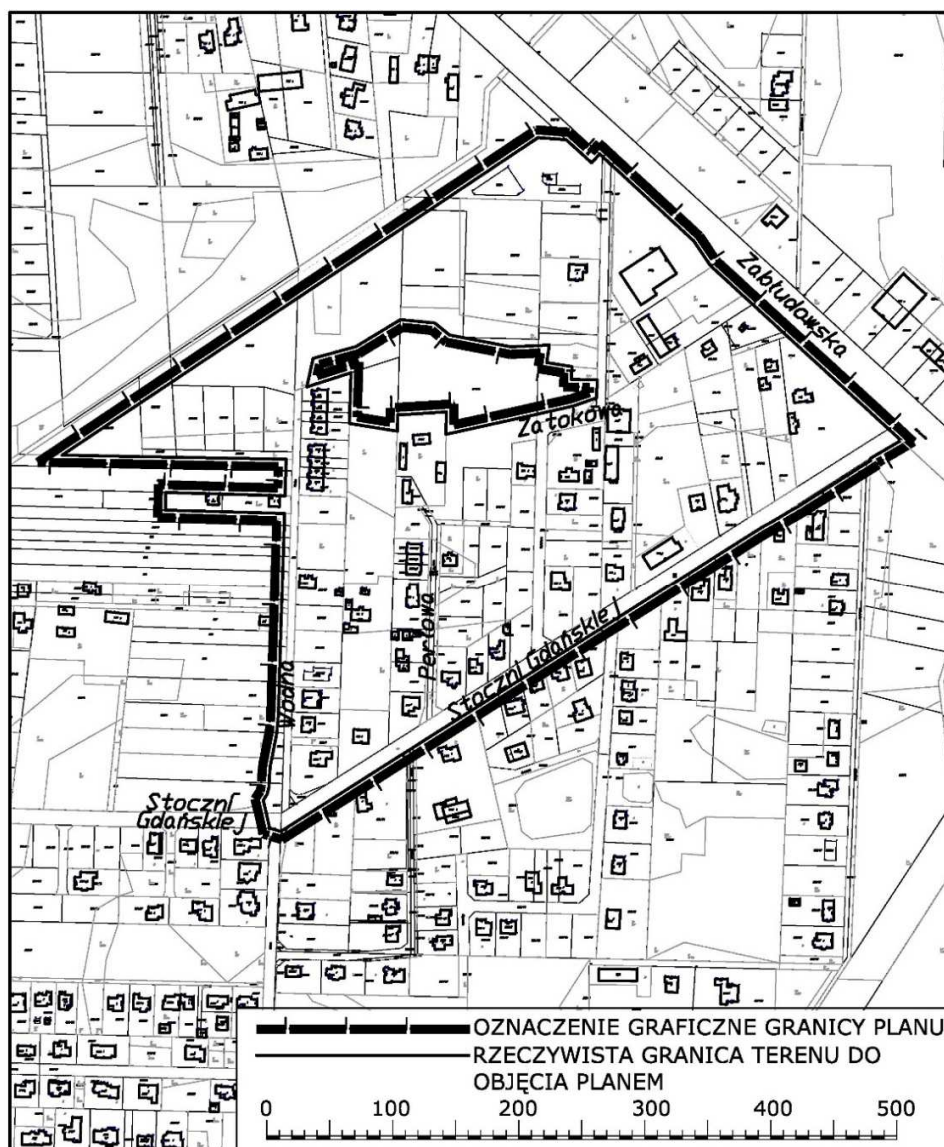 Zabłudowska
Zatokowa
Perłowa
Stoczni Gdańskiej
Wodna
Stoczni
Gdańskiej
OZNACZENIE GRAFICZNE GRANICY PLANU
RZECZYWISTA GRANICA TERENU DO
OBJĘCIA PLANEM
0 100 200 300 400 500